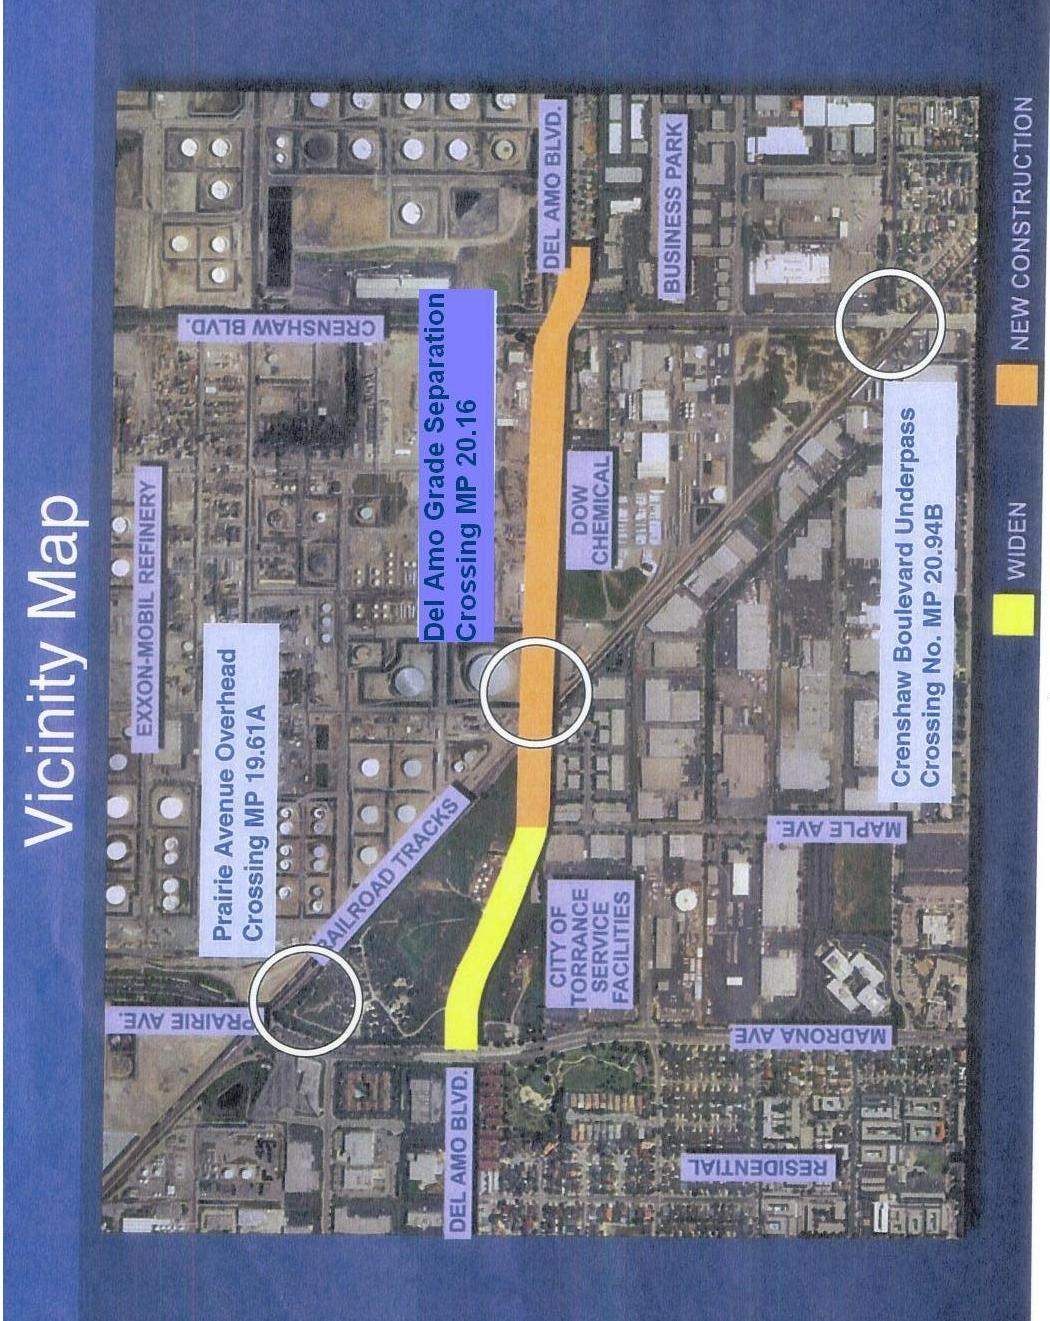 Vicinity Map
PRAIRIE AVE.
EXXON-MOBIL REFINERY
CRENSHAW BLVD.
Prairie Avenue Overhead
Crossing MP 19.61A
RAILROAD TRACKS
Del Amo Grade Separation
Crossing MP 20.16
DEL AMO BLVD.
DEL AMO BLVD.
CITY OF
TORRANCE
SERVICE
FACILITIES
DOW
CHEMICAL
BUSINESS PARK
RESIDENTIAL
MADRONA AVE
MAPLE AVE.
Crenshaw Boulevard Underpass
Crossing No. MP 20.94B
WIDEN
NEW CONSTRUCTION